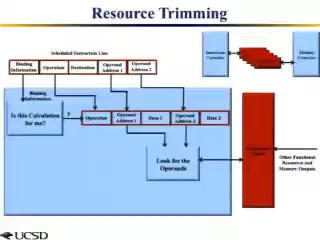 Resource Trimming
Scheduled Instruction Line
Routing Information
Operation
Destination
Operand Address 1
Operand Address 2
Instruction Controller
Memory Controller
Routing Information
Is this Calculation for me?
Y
Operation
Operand Address 1
Data 1
Operand Address 2
Data 2
Look for the Operands
Other Functional Resource and Memory Outputs
UCSD